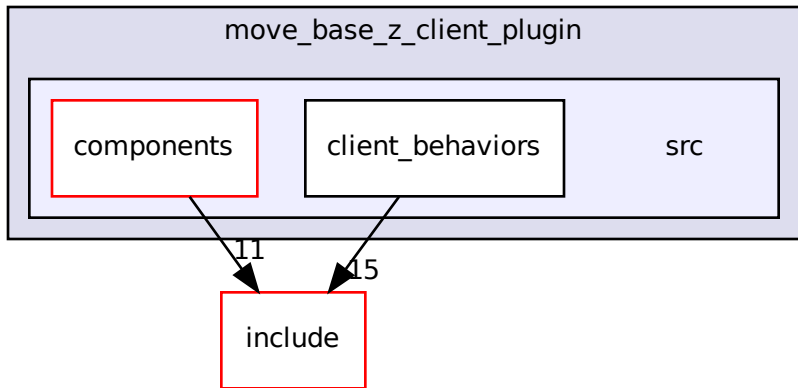 move_base_z_client_plugin
components
client_behaviors
src
11
15
include